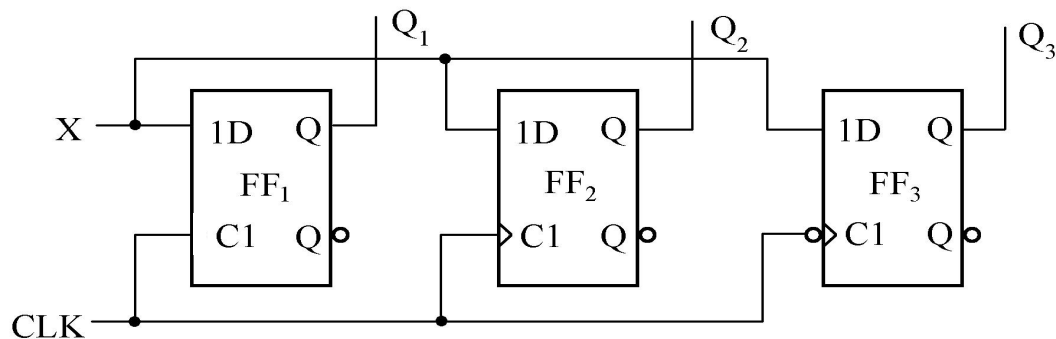 Q₁
Q₂
Q₃
X
1D Q
FF₁
C1 Q
1D Q
FF₂
C1 Q
1D Q
FF₃
C1 Q
CLK